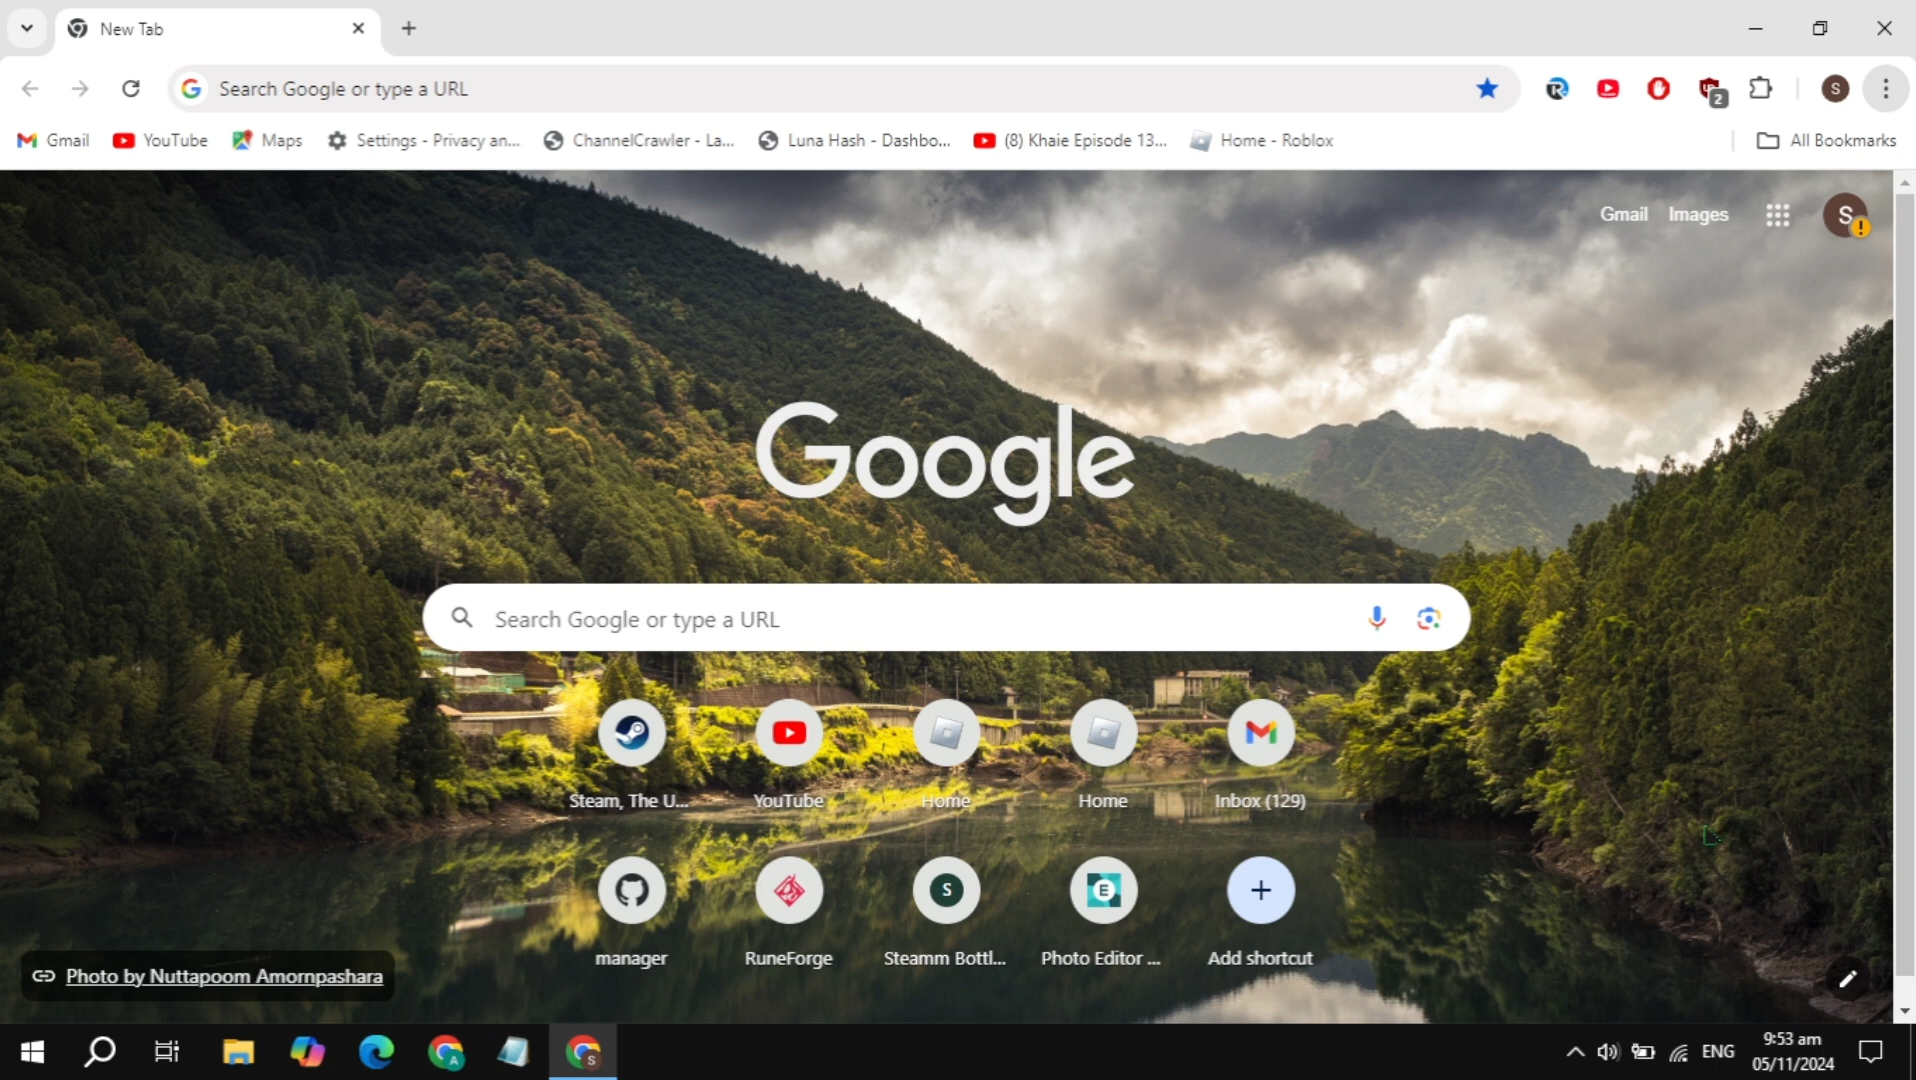 New Tab
Search Google or type a URL
2
S
Gmail
YouTube
Maps
Settings - Privacy an...
ChannelCrawler - La...
Luna Hash - Dashbo...
(8) Khaie Episode 13...
Home - Roblox
All Bookmarks
Gmail
Images
S
Google
Search Google or type a URL
Steam, The U...
YouTube
Home
Home
Inbox (129)
S
E
manager
RuneForge
Steamm Bottl...
Photo Editor ...
Add shortcut
Photo by Nuttapoom Amornpashara
A
S
ENG
9:53 am
05/11/2024